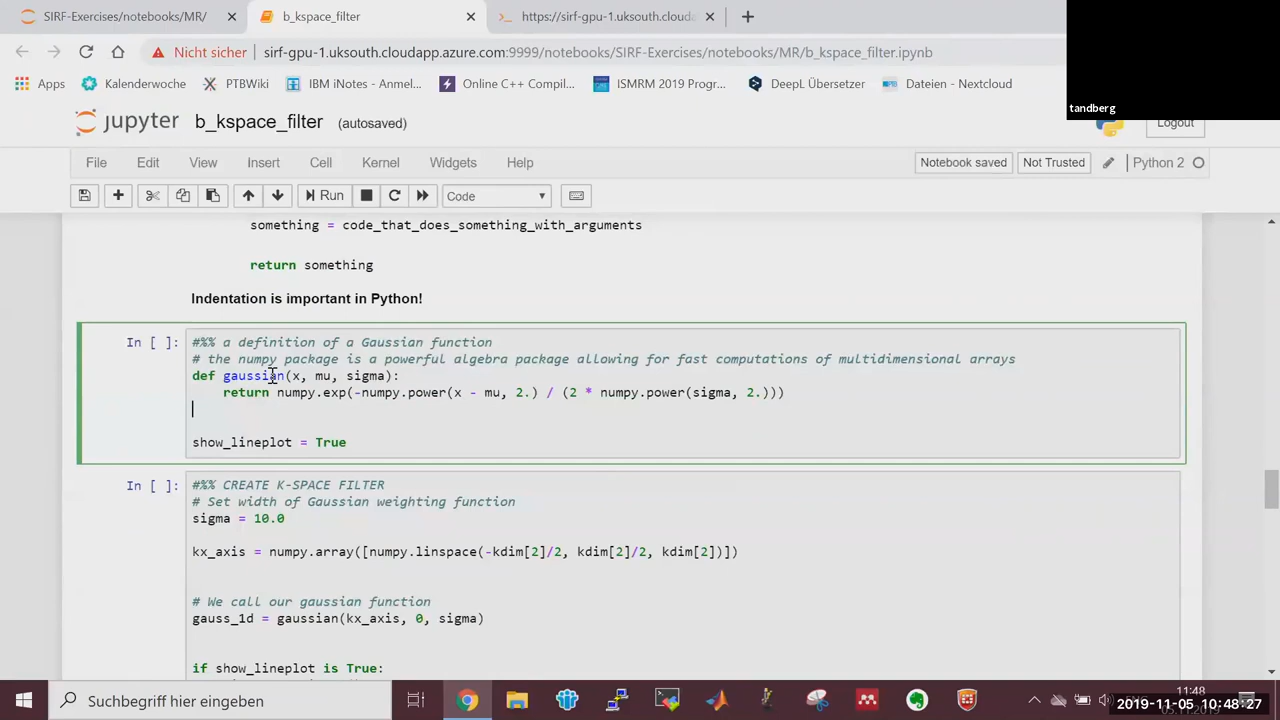 SIRF-Exercises/notebooks/MR/
b_kspace_filter
https://sirf-gpu-1.uksouth.clouda
Nicht sicher
sirf-gpu-1.uksouth.cloudapp.azure.com:9999/notebooks/SIRF-Exercises/notebooks/MR/b_kspace_filter.ipynb
Apps
Kalenderwoche
PTBWiki
IBM iNotes - Anmel...
Online C++ Compil...
ISMRM 2019 Progr...
DeepL Übersetzer
Dateien - Nextcloud
tandberg
jupyter b_kspace_filter (autosaved)
Logout
File Edit View Insert Cell Kernel Widgets Help
Notebook saved
Not Trusted
Python 2
Run
Code
something = code_that_does_something_with_arguments
return something
Indentation is important in Python!
In [ ]:
#%% a definition of a Gaussian function
# the numpy package is a powerful algebra package allowing for fast computations of multidimensional arrays
def gaussian(x, mu, sigma):
return numpy.exp(-numpy.power(x - mu, 2.) / (2 * numpy.power(sigma, 2.)))
show_lineplot = True
In [ ]:
#%% CREATE K-SPACE FILTER
# Set width of Gaussian weighting function
sigma = 10.0
kx_axis = numpy.array([numpy.linspace(-kdim[2]/2, kdim[2]/2, kdim[2])])
# We call our gaussian function
gauss_1d = gaussian(kx_axis, 0, sigma)
if show_lineplot is True:
Suchbegriff hier eingeben
11:48
2019-11-05 10:48:27